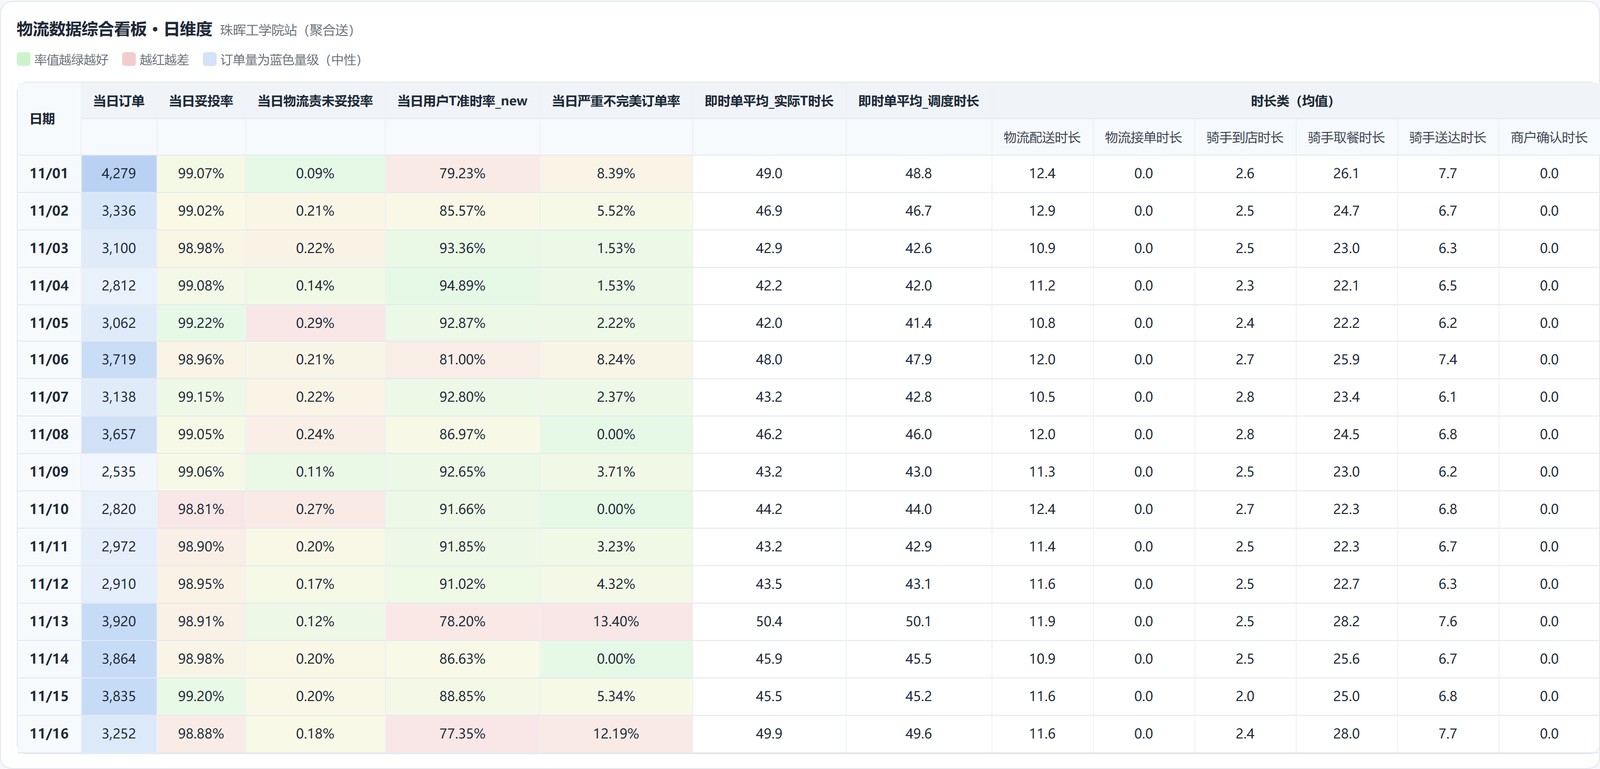 物流数据综合看板 • 日维度 珠晖工学院站（聚合送）
率值越绿越好 越红越差 订单量为蓝色量级（中性）
日期 当日订单 当日妥投率 当日物流责未妥投率 当日用户T准时率_new 当日严重不完美订单率 即时单平均_实际T时长 即时单平均_调度时长 时长类（均值）
物流配送时长 物流接单时长 骑手到店时长 骑手取餐时长 骑手送达时长 商户确认时长
11/01 4,279 99.07% 0.09% 79.23% 8.39% 49.0 48.8 12.4 0.0 2.6 26.1 7.7 0.0
11/02 3,336 99.02% 0.21% 85.57% 5.52% 46.9 46.7 12.9 0.0 2.5 24.7 6.7 0.0
11/03 3,100 98.98% 0.22% 93.36% 1.53% 42.9 42.6 10.9 0.0 2.5 23.0 6.3 0.0
11/04 2,812 99.08% 0.14% 94.89% 1.53% 42.2 42.0 11.2 0.0 2.3 22.1 6.5 0.0
11/05 3,062 99.22% 0.29% 92.87% 2.22% 42.0 41.4 10.8 0.0 2.4 22.2 6.2 0.0
11/06 3,719 98.96% 0.21% 81.00% 8.24% 48.0 47.9 12.0 0.0 2.7 25.9 7.4 0.0
11/07 3,138 99.15% 0.22% 92.80% 2.37% 43.2 42.8 10.5 0.0 2.8 23.4 6.1 0.0
11/08 3,657 99.05% 0.24% 86.97% 0.00% 46.2 46.0 12.0 0.0 2.8 24.5 6.8 0.0
11/09 2,535 99.06% 0.11% 92.65% 3.71% 43.2 43.0 11.3 0.0 2.5 23.0 6.2 0.0
11/10 2,820 98.81% 0.27% 91.66% 0.00% 44.2 44.0 12.4 0.0 2.7 22.3 6.8 0.0
11/11 2,972 98.90% 0.20% 91.85% 3.23% 43.2 42.9 11.4 0.0 2.5 22.3 6.7 0.0
11/12 2,910 98.95% 0.17% 91.02% 4.32% 43.5 43.1 11.6 0.0 2.5 22.7 6.3 0.0
11/13 3,920 98.91% 0.12% 78.20% 13.40% 50.4 50.1 11.9 0.0 2.5 28.2 7.6 0.0
11/14 3,864 98.98% 0.20% 86.63% 0.00% 45.9 45.5 10.9 0.0 2.5 25.6 6.7 0.0
11/15 3,835 99.20% 0.20% 88.85% 5.34% 45.5 45.2 11.6 0.0 2.0 25.0 6.8 0.0
11/16 3,252 98.88% 0.18% 77.35% 12.19% 49.9 49.6 11.6 0.0 2.4 28.0 7.7 0.0